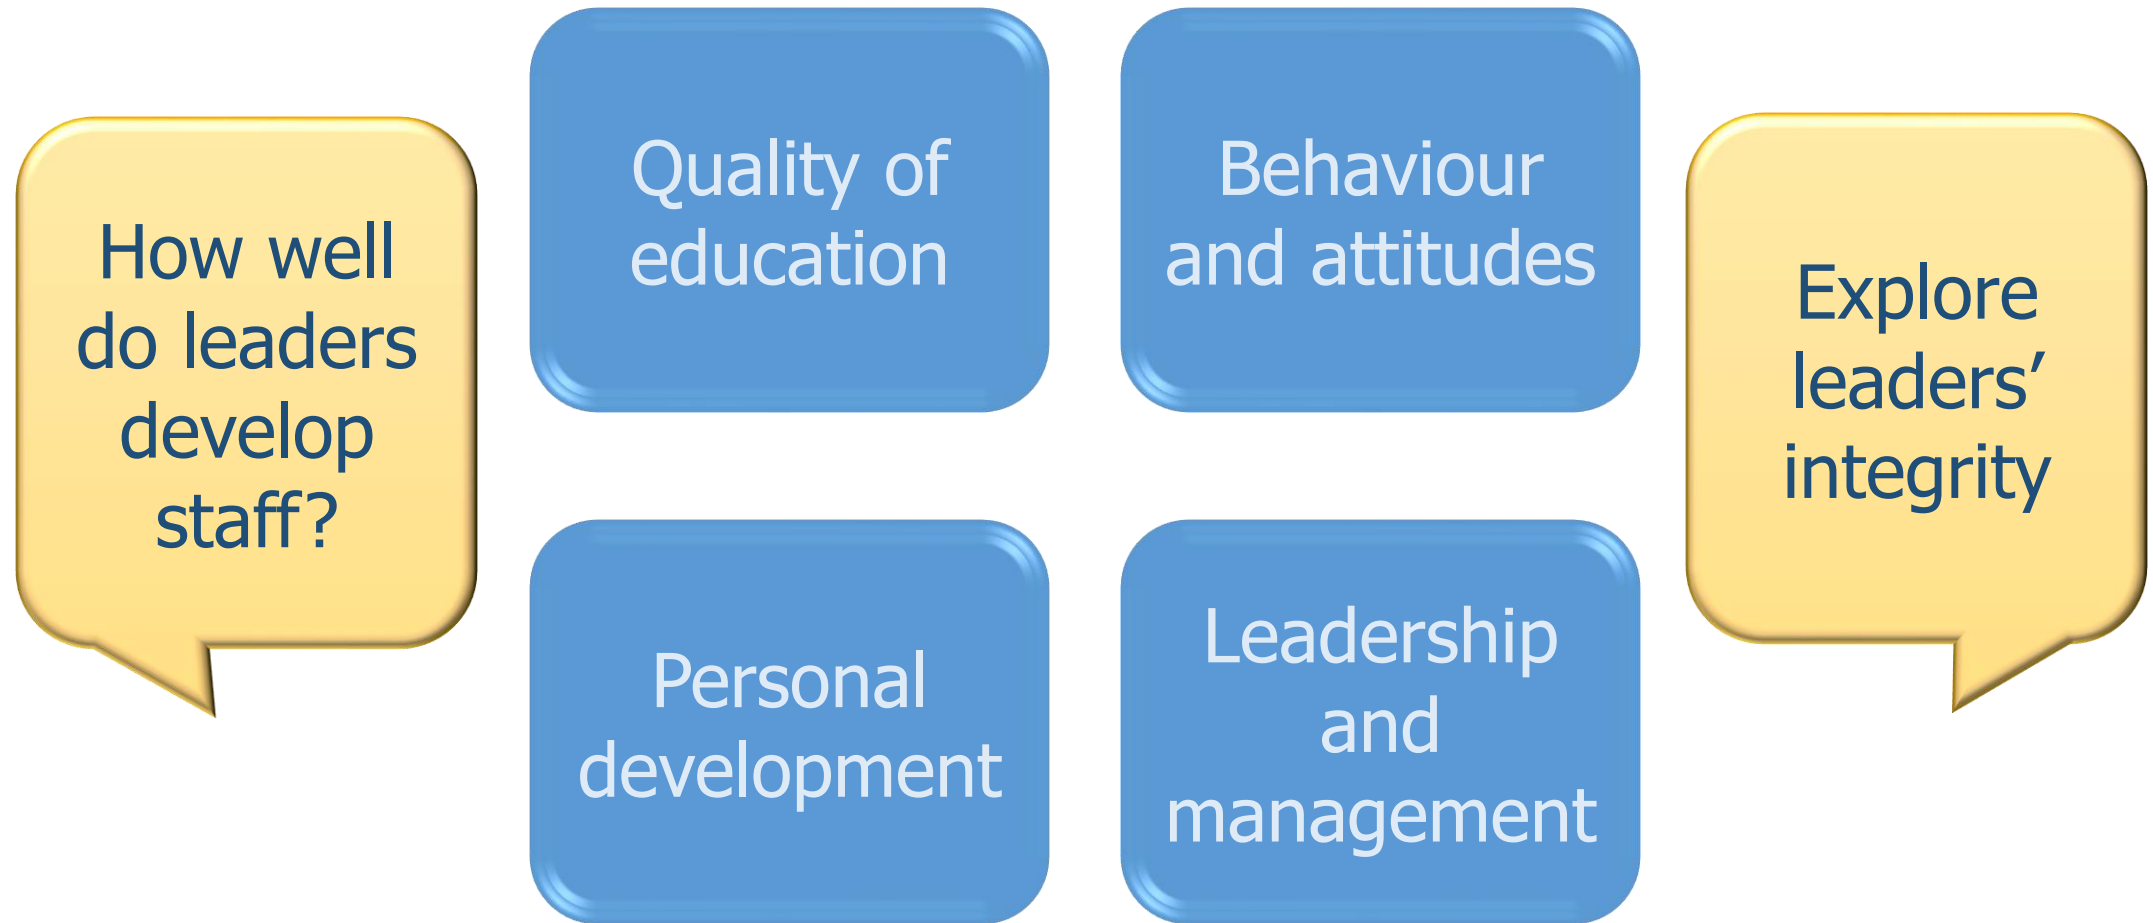 How well
do leaders
develop
staff?
Quality of
education
Behaviour
and attitudes
Personal
development
Leadership
and
management
Explore
leaders’
integrity